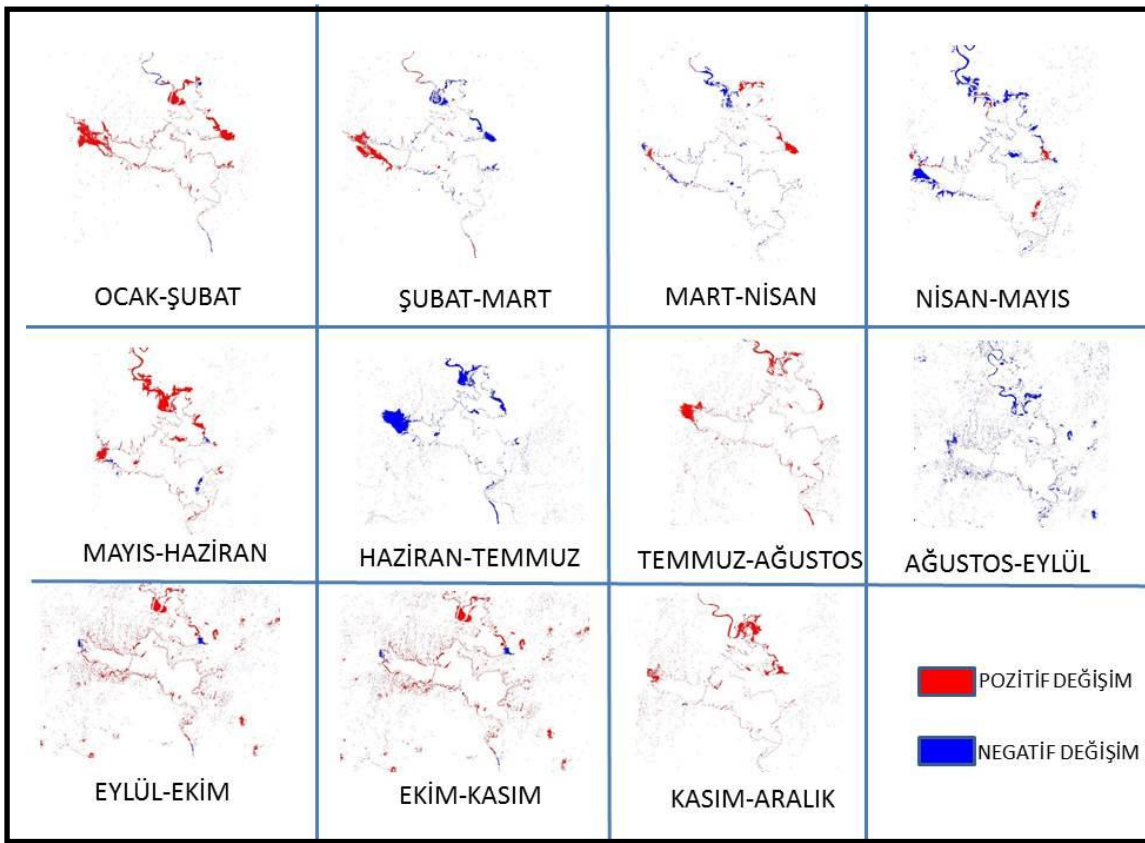 OCAK-ŞUBAT
ŞUBAT-MART
MART-NİSAN
NİSAN-MAYIS
MAYIS-HAZİRAN
HAZİRAN-TEMMUZ
TEMMUZ-AĞUSTOS
AĞUSTOS-EYLÜL
EYLÜL-EKİM
EKİM-KASIM
KASIM-ARALIK
POZİTİF DEĞİŞİM
NEGATİF DEĞİŞİM